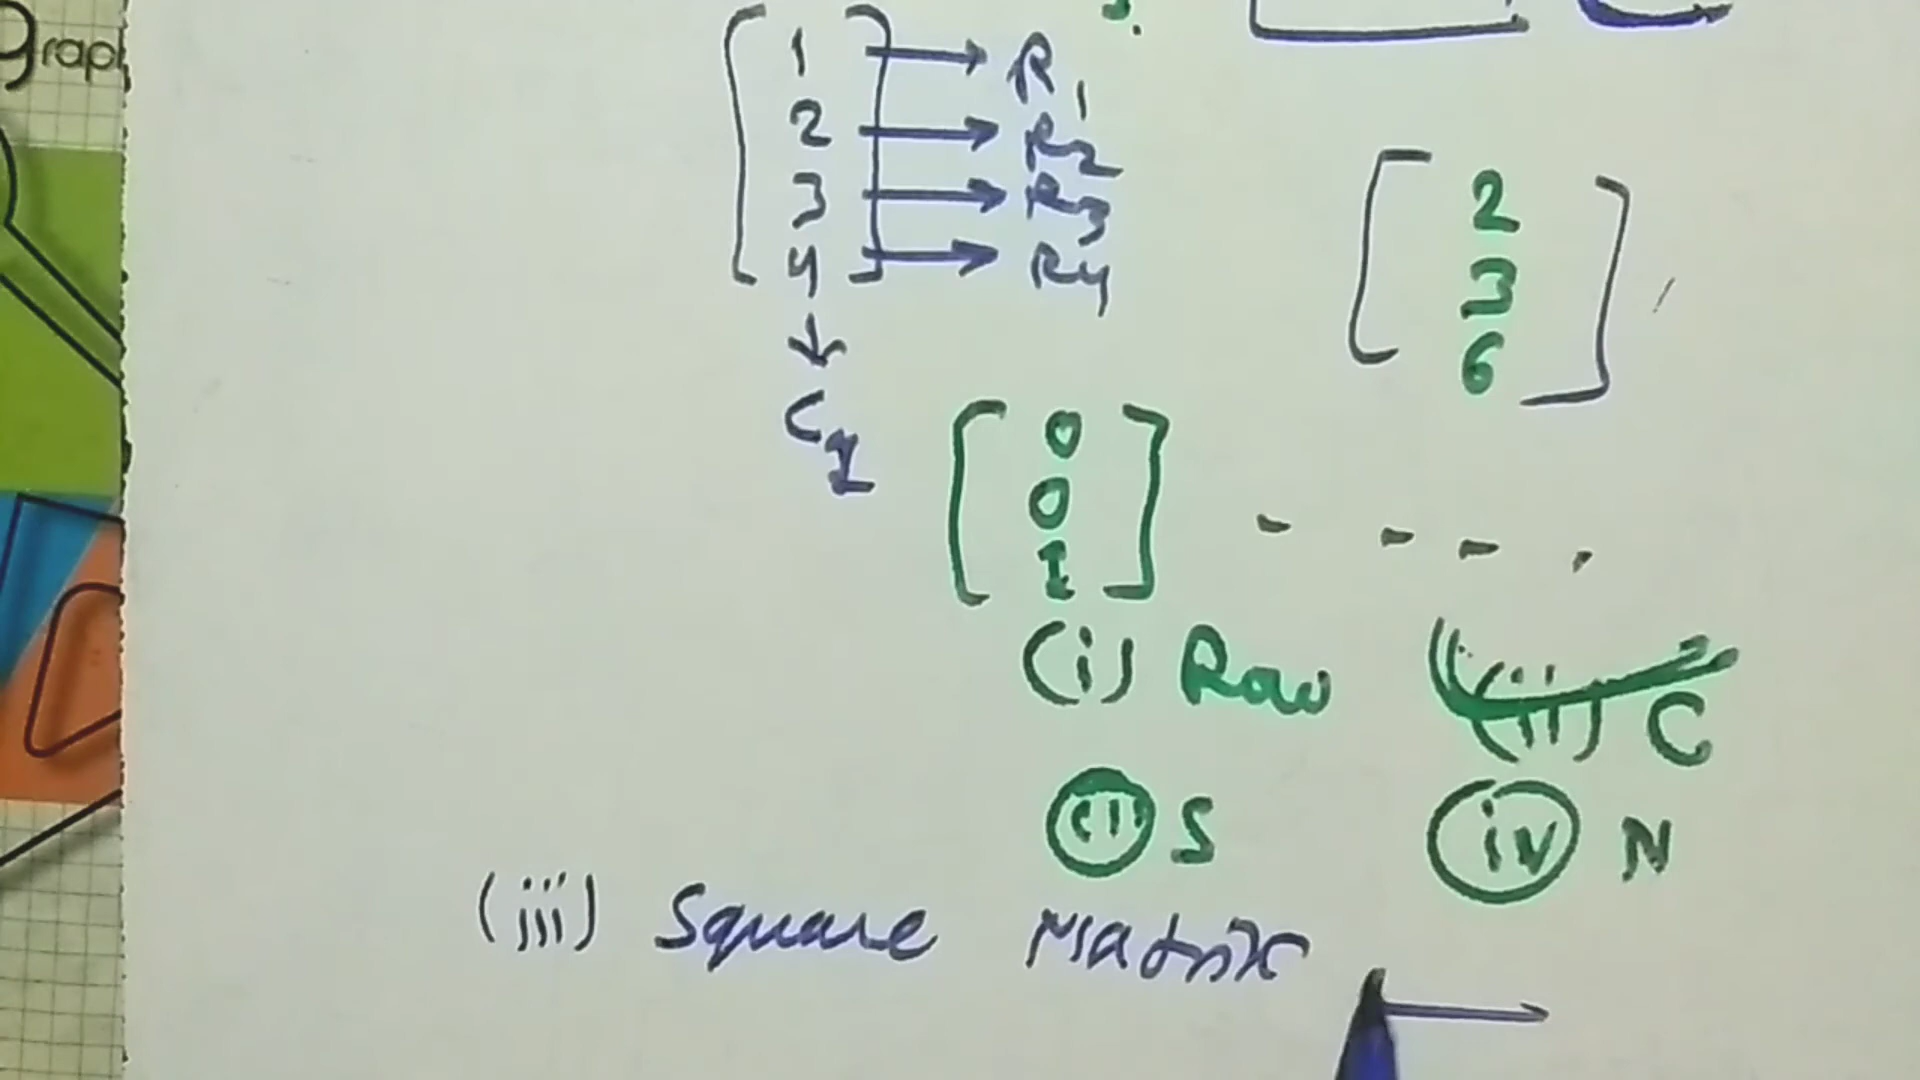 grap
1 → R1
2 → R2
3 → R3
4 → R4
↓
C1
2
3
6
0
0
1
- - - .
(i) Row (ii) C
(iii) S (iv) N
(iii) Square Matrix →